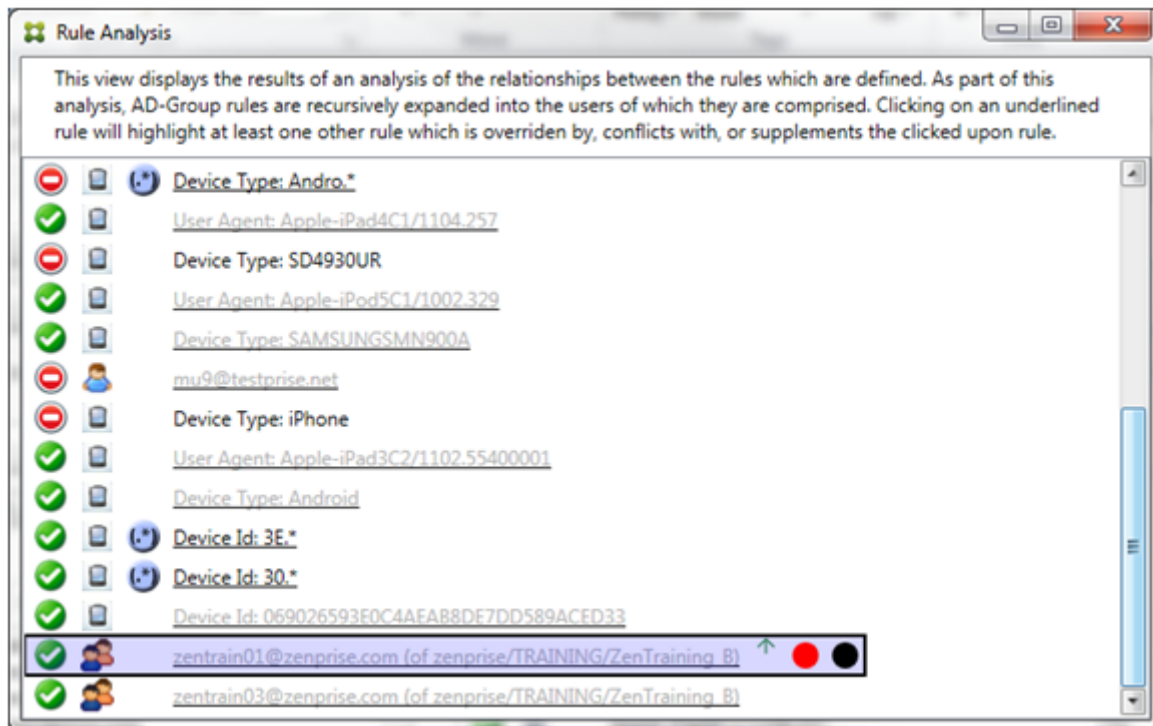 Rule Analysis
This view displays the results of an analysis of the relationships between the rules which are defined. As part of this
analysis, AD-Group rules are recursively expanded into the users of which they are comprised. Clicking on an underlined
rule will highlight at least one other rule which is overriden by, conflicts with, or supplements the clicked upon rule.
(.*) Device Type: Andro.*
User Agent: Apple-iPad4C1/1104.257
Device Type: SD4930UR
User Agent: Apple-iPod5C1/1002.329
Device Type: SAMSUNGSMN900A
mu9@testprise.net
Device Type: iPhone
User Agent: Apple-iPad3C2/1102.55400001
Device Type: Android
(.*) Device Id: 3E.*
(.*) Device Id: 30.*
Device Id: 069026593E0C4AEAB8DE7DD589ACED33
zentrain01@zenprise.com (of zenprise/TRAINING/ZenTraining_B)
zentrain03@zenprise.com (of zenprise/TRAINING/ZenTraining_B)